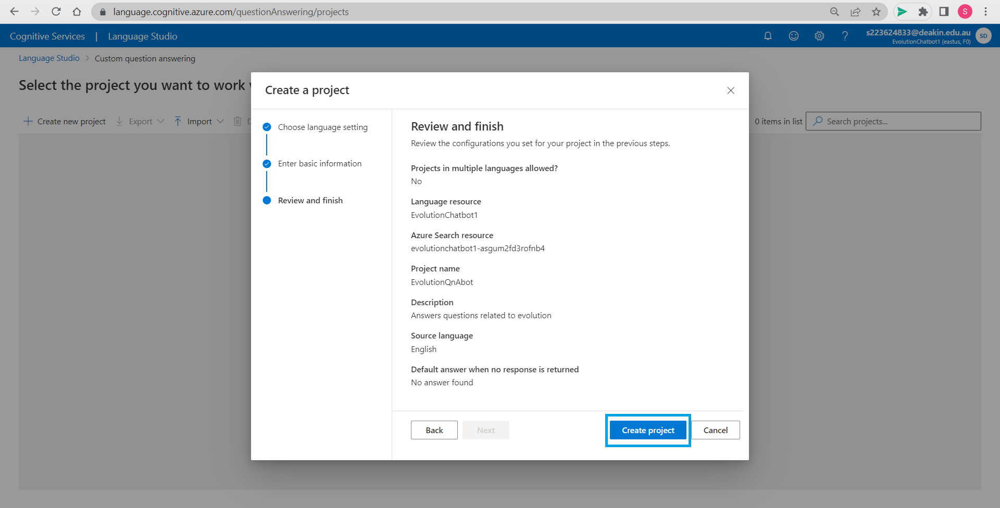 language.cognitive.azure.com/questionAnswering/projects
S
Cognitive Services | Language Studio
s223624833@deakin.edu.au
EvolutionChatbot1 (eastus, F0)
SD
Language Studio > Custom question answering
Select the project you want to work
Create new project
Export
Import
D
0 items in list
Search projects...
Create a project
Choose language setting
Enter basic information
Review and finish
Review and finish
Review the configurations you set for your project in the previous steps.
Projects in multiple languages allowed?
No
Language resource
EvolutionChatbot1
Azure Search resource
evolutionchatbot1-asgum2fd3rofnb4
Project name
EvolutionQnAbot
Description
Answers questions related to evolution
Source language
English
Default answer when no response is returned
No answer found
Back
Next
Create project
Cancel